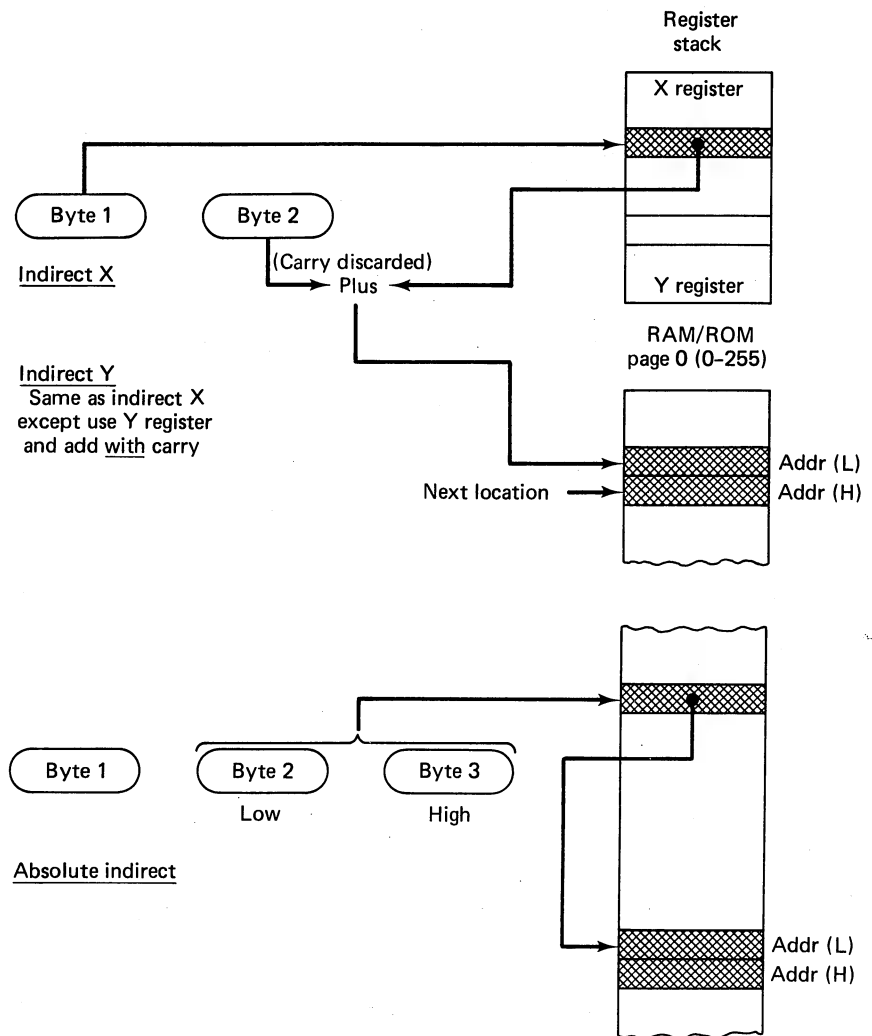 Register
stack
X register
Byte 1
Byte 2
(Carry discarded)
Plus
Indirect X
Y register
RAM/ROM
page 0 (0-255)
Indirect Y
Same as indirect X
except use Y register
and add with carry
Addr (L)
Next location
Addr (H)
Byte 1
Byte 2
Byte 3
Low
High
Absolute indirect
Addr (L)
Addr (H)